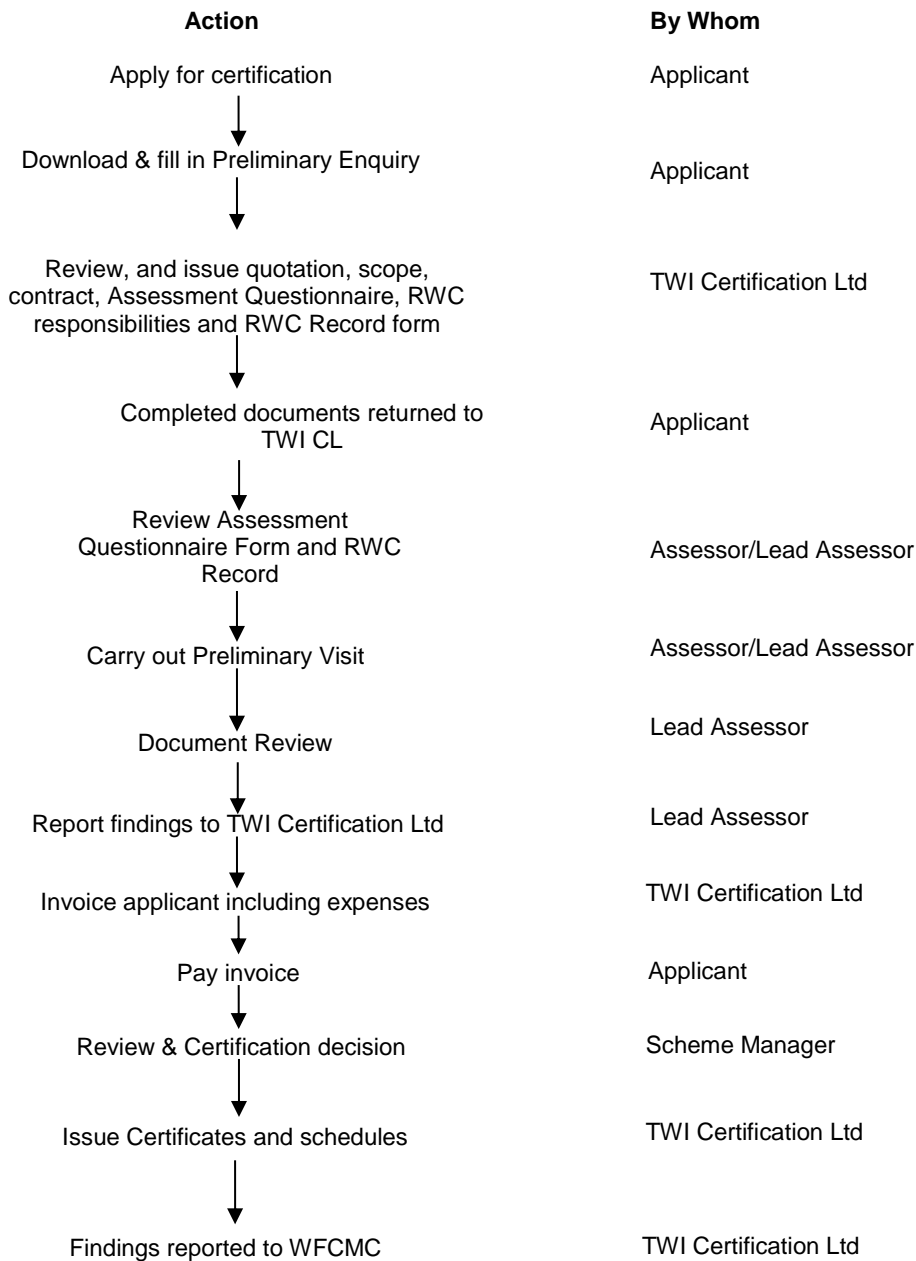 Action By Whom
Apply for certification Applicant
Download & fill in Preliminary Enquiry Applicant
Review, and issue quotation, scope,
contract, Assessment Questionnaire, RWC TWI Certification Ltd
responsibilities and RWC Record form
Completed documents returned to Applicant
TWI CL
Review Assessment
Questionnaire Form and RWC Assessor/Lead Assessor
Record
Carry out Preliminary Visit Assessor/Lead Assessor
Document Review Lead Assessor
Report findings to TWI Certification Ltd Lead Assessor
Invoice applicant including expenses TWI Certification Ltd
Pay invoice Applicant
Review & Certification decision Scheme Manager
Issue Certificates and schedules TWI Certification Ltd
Findings reported to WFCMC TWI Certification Ltd